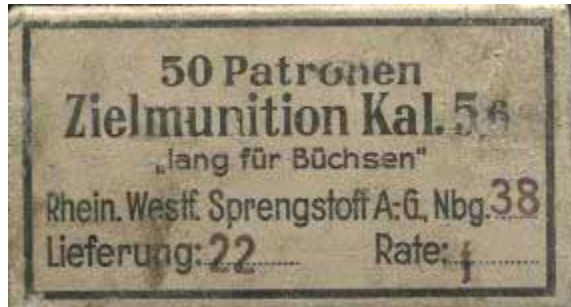 50 Patronen
Zielmunition Kal. 5,6
„lang für Büchsen"
Rhein. Westf. Sprengstoff A.-G., Nbg. 38
Lieferung: 22 Rate: